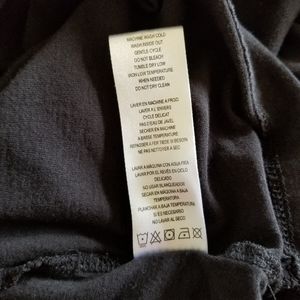 MACHINE WASH COLD
WASH INSIDE OUT
GENTLE CYCLE
DO NOT BLEACH
TUMBLE DRY LOW
IRON LOW TEMPERATURE
WHEN NEEDED
DO NOT DRY CLEAN
LAVER EN MACHINE A FROID
LAVER A L'ENVERS
CYCLE DELICAT
PAS D'EAU DE JAVEL
SECHER EN MACHINE
A BASSE TEMPERATURE
REPASSER A FER TIEDE SI BESOIN
NE PAS NETTOYER A SEC
LAVAR A MÁQUINA CON AGUA FRIA
LAVAR POR EL REVÉS EN CICLO
DELICADO
NO USAR BLANQUEADOR
SECAR EN MÁQUINA A BAJA
TEMPERATURA
PLANCHAR A BAJA TEMPERATURA
SI ES NECESARIO
NO LAVAR AL SECO